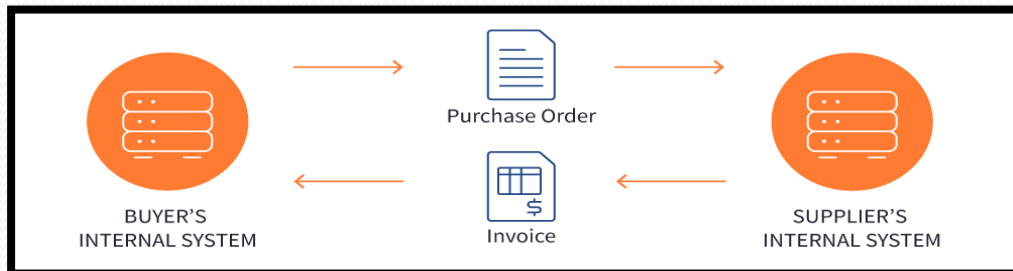 Purchase Order
Invoice
$
BUYER'S
INTERNAL SYSTEM
SUPPLIER'S
INTERNAL SYSTEM